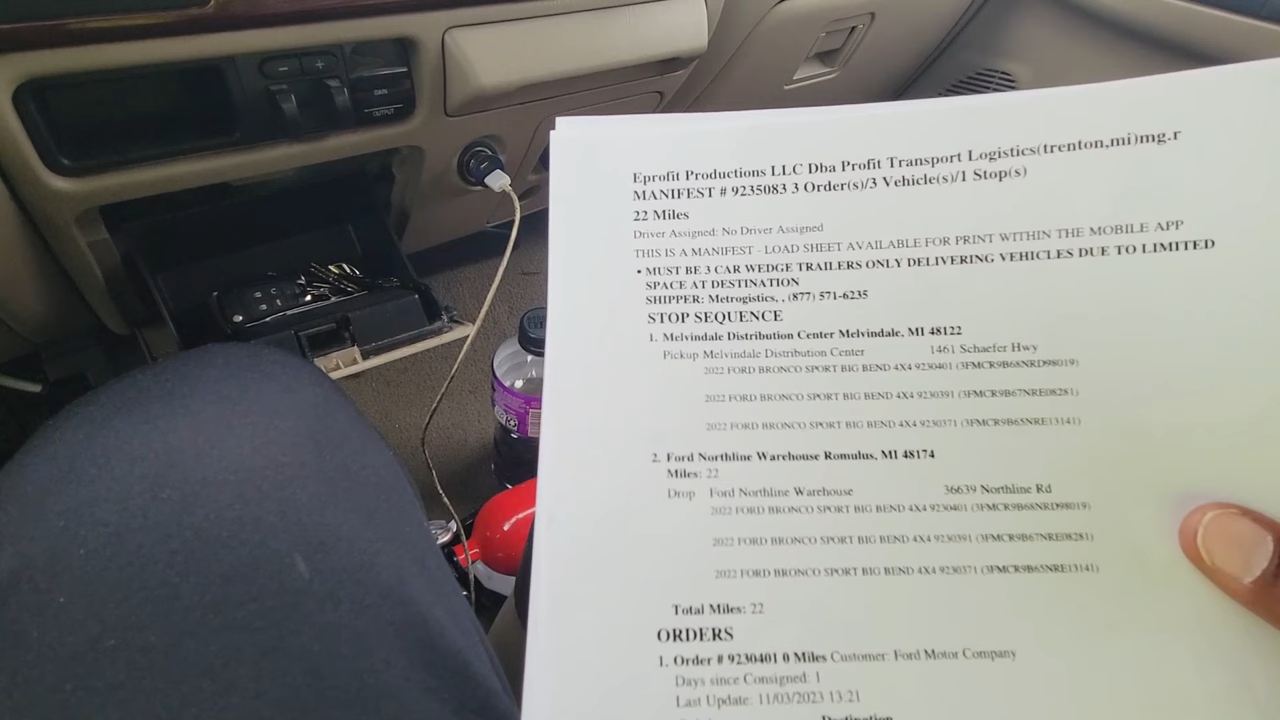 Eprofit Productions LLC Dba Profit Transport Logistics(trenton,mi)mg.r
MANIFEST # 9235083 3 Order(s)/3 Vehicle(s)/1 Stop(s)
22 Miles
Driver Assigned: No Driver Assigned
THIS IS A MANIFEST - LOAD SHEET AVAILABLE FOR PRINT WITHIN THE MOBILE APP
• MUST BE 3 CAR WEDGE TRAILERS ONLY DELIVERING VEHICLES DUE TO LIMITED
SPACE AT DESTINATION
SHIPPER: Metrogistics, , (877) 571-6235
STOP SEQUENCE
1. Melvindale Distribution Center Melvindale, MI 48122
Pickup Melvindale Distribution Center 1461 Schaefer Hwy
2022 FORD BRONCO SPORT BIG BEND 4X4 9230401 (3FMCR9B68NRD98019)
2022 FORD BRONCO SPORT BIG BEND 4X4 9230391 (3FMCR9B67NRE08281)
2022 FORD BRONCO SPORT BIG BEND 4X4 9230371 (3FMCR9B65NRE13141)
2. Ford Northline Warehouse Romulus, MI 48174
Miles: 22
Drop Ford Northline Warehouse 36639 Northline Rd
2022 FORD BRONCO SPORT BIG BEND 4X4 9230401 (3FMCR9B68NRD98019)
2022 FORD BRONCO SPORT BIG BEND 4X4 9230391 (3FMCR9B67NRE08281)
2022 FORD BRONCO SPORT BIG BEND 4X4 9230371 (3FMCR9B65NRE13141)
Total Miles: 22
ORDERS
1. Order # 9230401 0 Miles Customer: Ford Motor Company
Days since Consigned: 1
Last Update: 11/03/2023 13:21
Destination
GAIN
OUTPUT